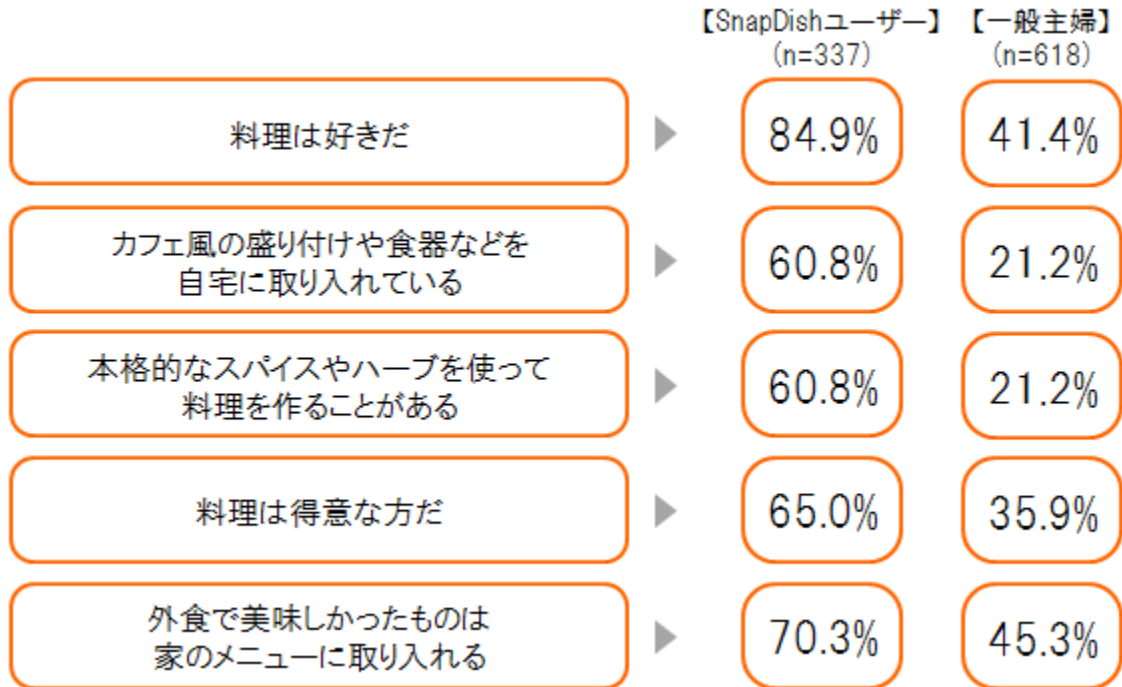 【SnapDishユーザー】 【一般主婦】
(n=337) (n=618)
料理は好きだ 84.9% 41.4%
カフェ風の盛り付けや食器などを
自宅に取り入れている 60.8% 21.2%
本格的なスパイスやハーブを使って
料理を作ることがある 60.8% 21.2%
料理は得意な方だ 65.0% 35.9%
外食で美味しかったものは
家のメニューに取り入れる 70.3% 45.3%